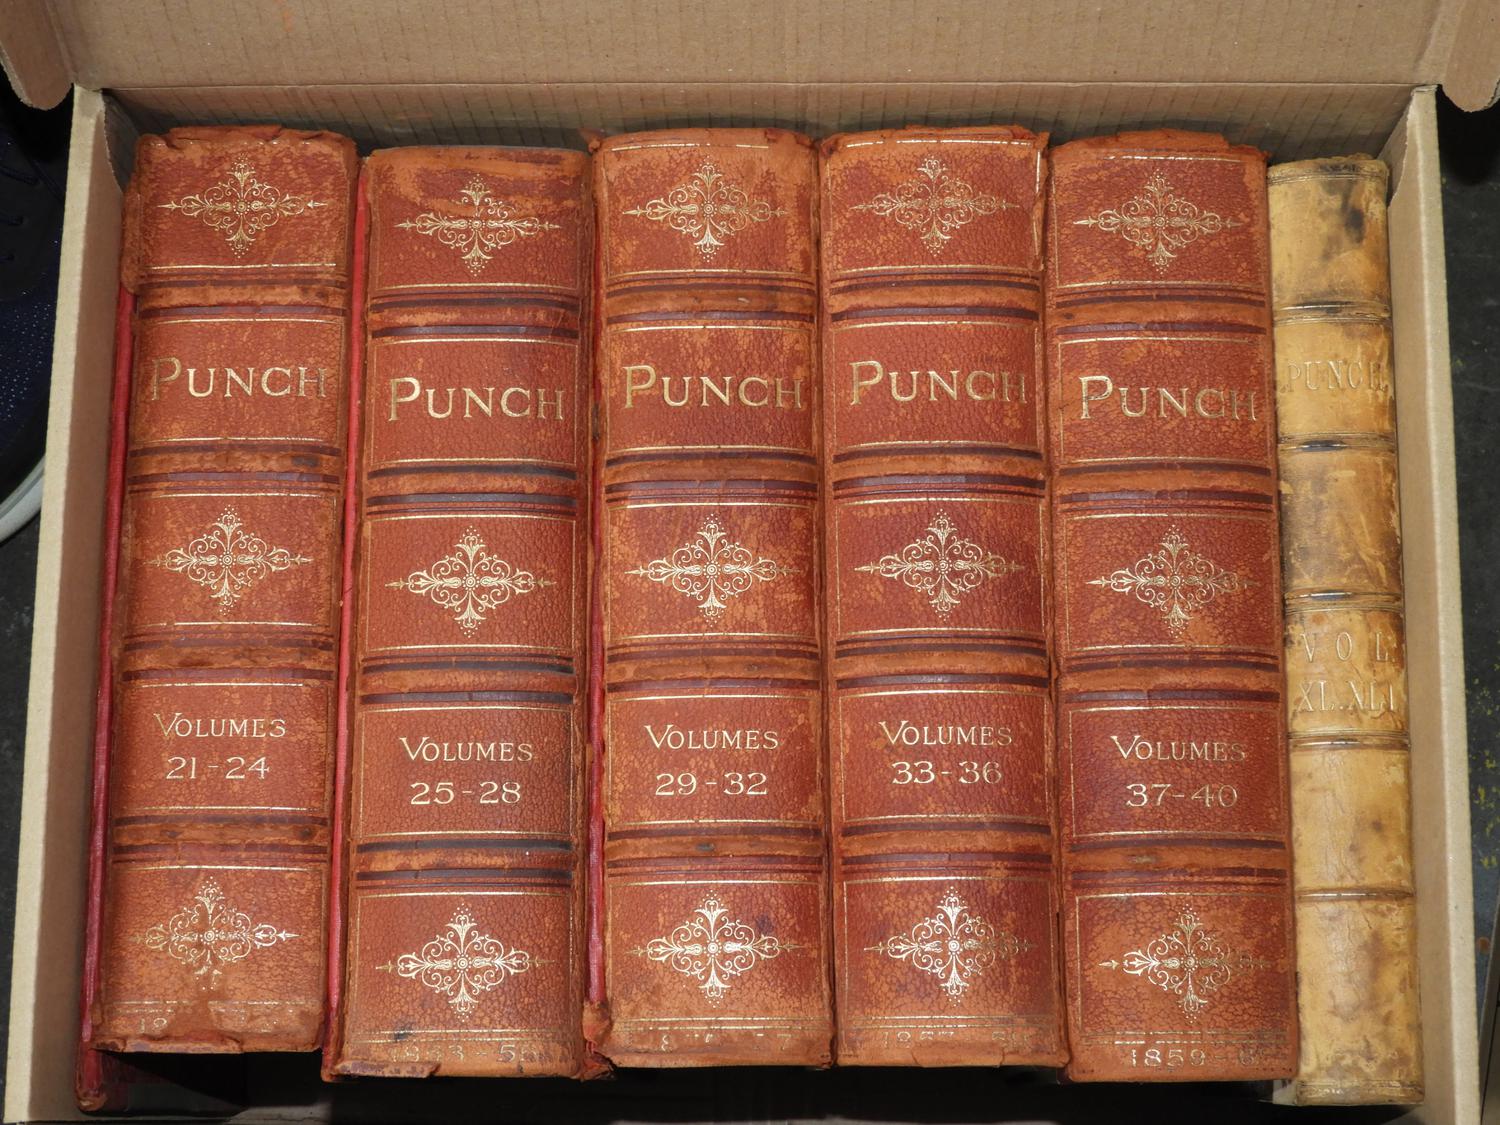 PUNCH
VOLUMES
21-24
PUNCH
VOLUMES
25-28
PUNCH
VOLUMES
29-32
PUNCH
VOLUMES
33-36
PUNCH
VOLUMES
37-40
PUNCH
VOL:
XL.XLI